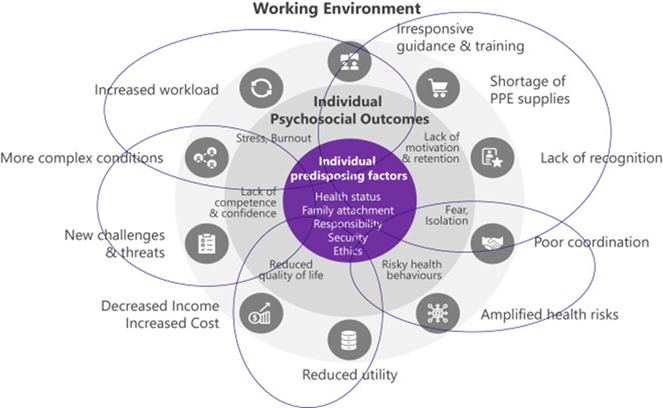 Working Environment
Irresponsive
guidance & training
Increased workload
Shortage of
PPE supplies
Individual
Psychosocial Outcomes
Stress, Burnout
Lack of
motivation
& retention
More complex conditions
Lack of recognition
Individual
predisposing factors
Health status
Family attachment
Responsibility
Security
Ethics
Lack of
competence
& confidence
Fear,
Isolation
New challenges
& threats
Poor coordination
Reduced
quality of life
Risky health
behaviours
Decreased Income
Increased Cost
Amplified health risks
Reduced utility